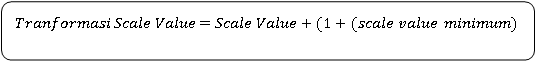 Tranformasi Scale Value = Scale Value + (1 + (scale value minimum)